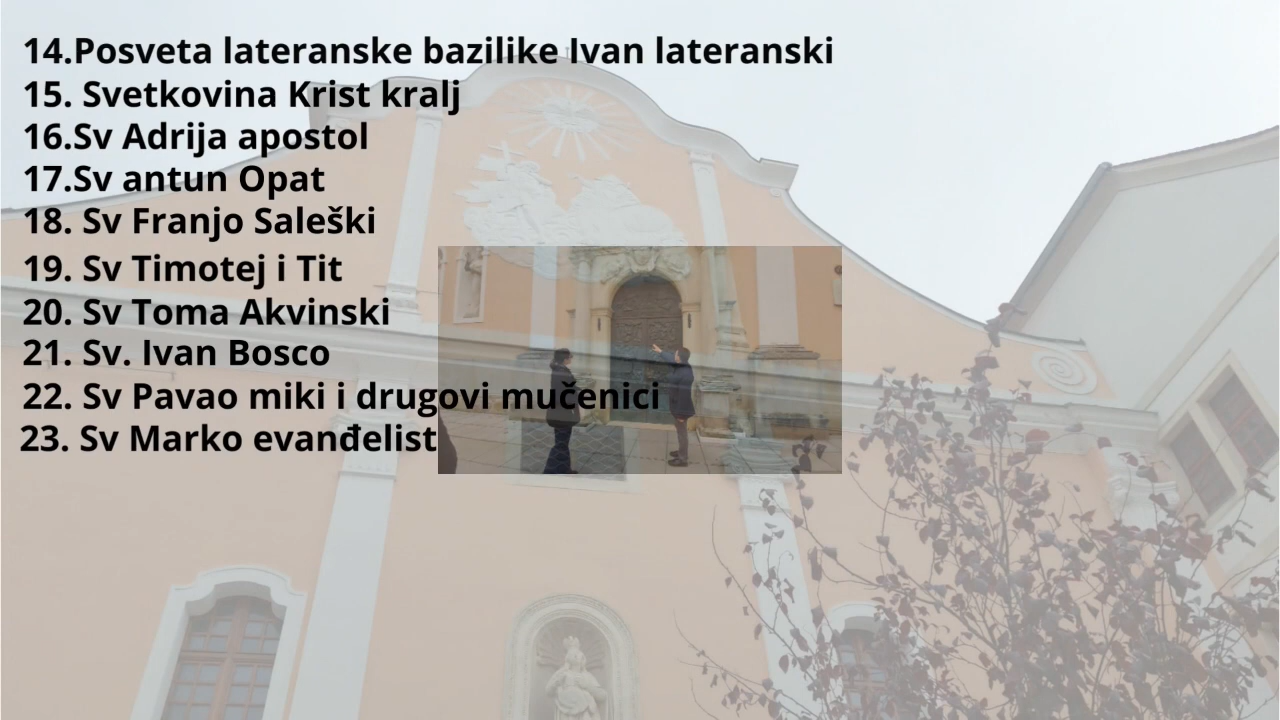 14.Posveta lateranske bazilike Ivan lateranski
15. Svetkovina Krist kralj
16.Sv Adrija apostol
17.Sv antun Opat
18. Sv Franjo Saleški
19. Sv Timotej i Tit
20. Sv Toma Akvinski
21. Sv. Ivan Bosco
22. Sv Pavao miki i drugovi mučenici
23. Sv Marko evanđelist